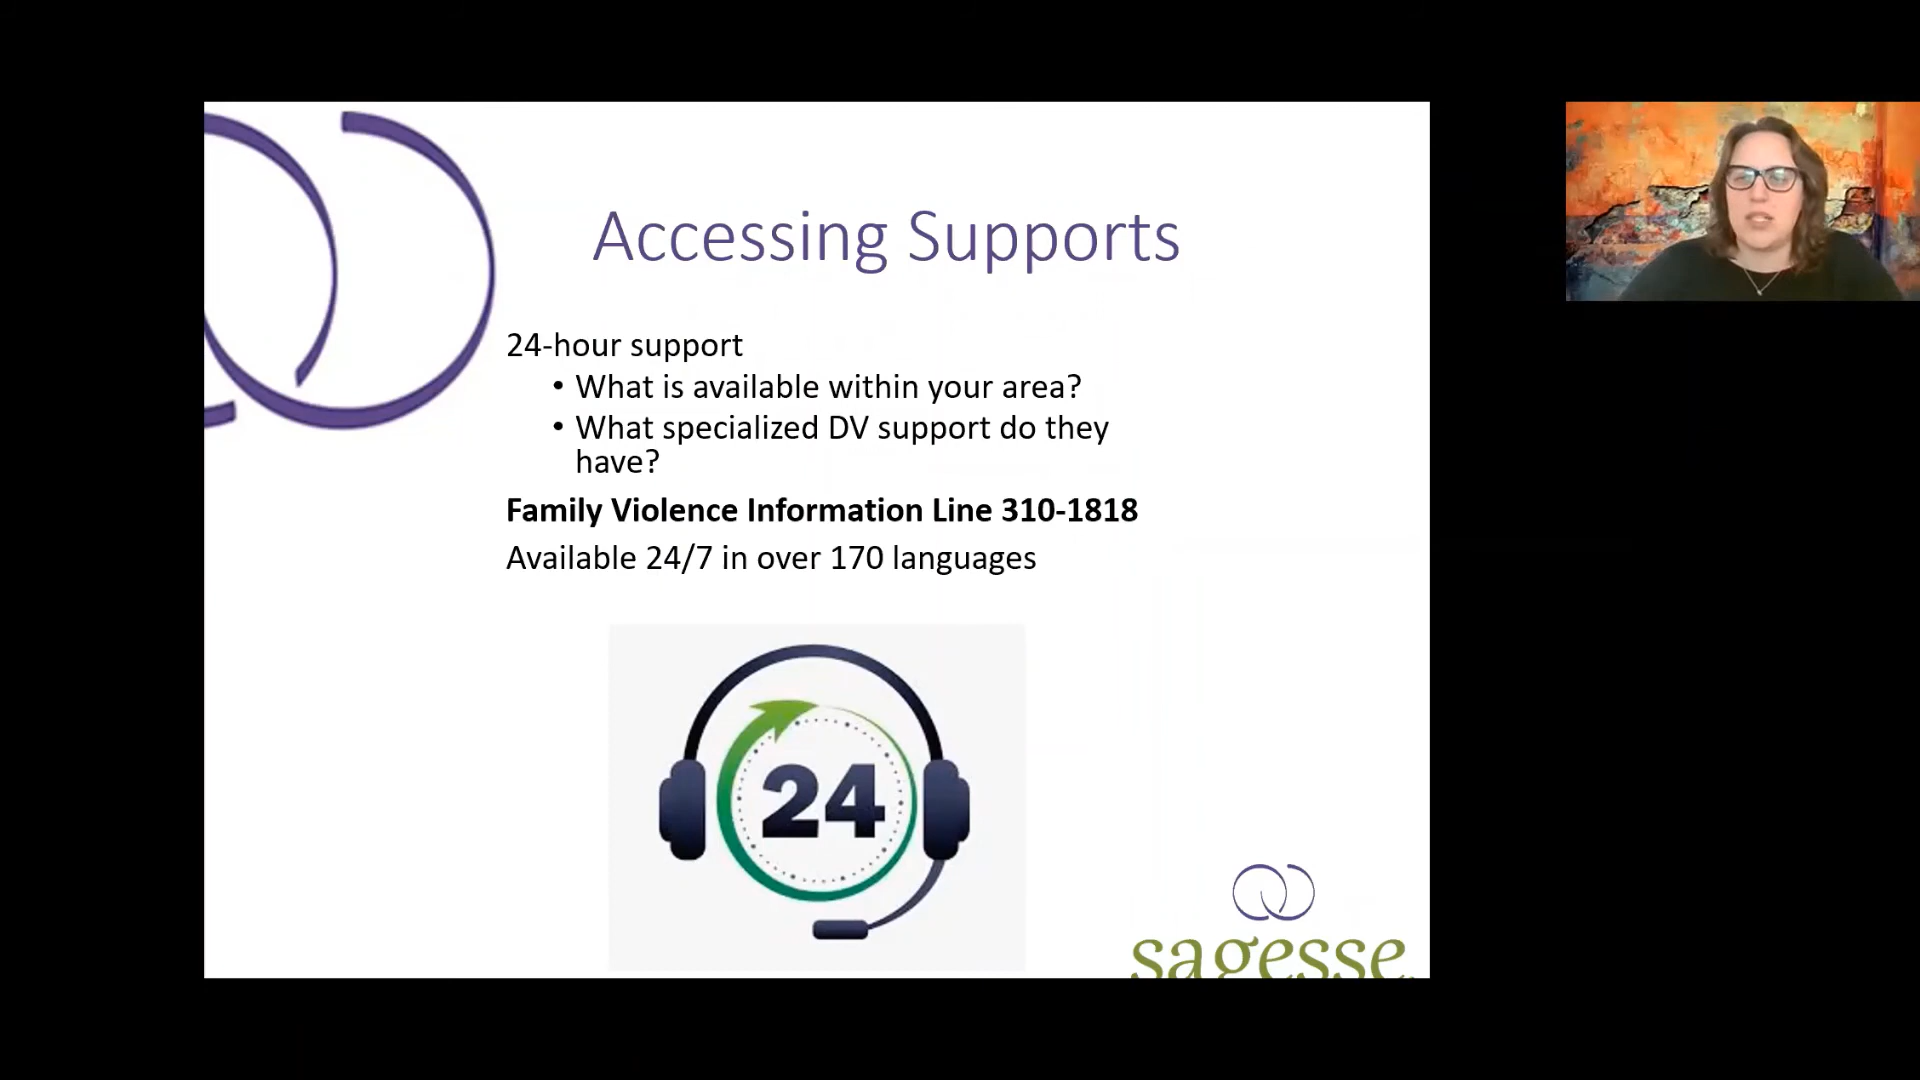 Accessing Supports
24-hour support
• What is available within your area?
• What specialized DV support do they
have?
Family Violence Information Line 310-1818
Available 24/7 in over 170 languages
24
sagesse